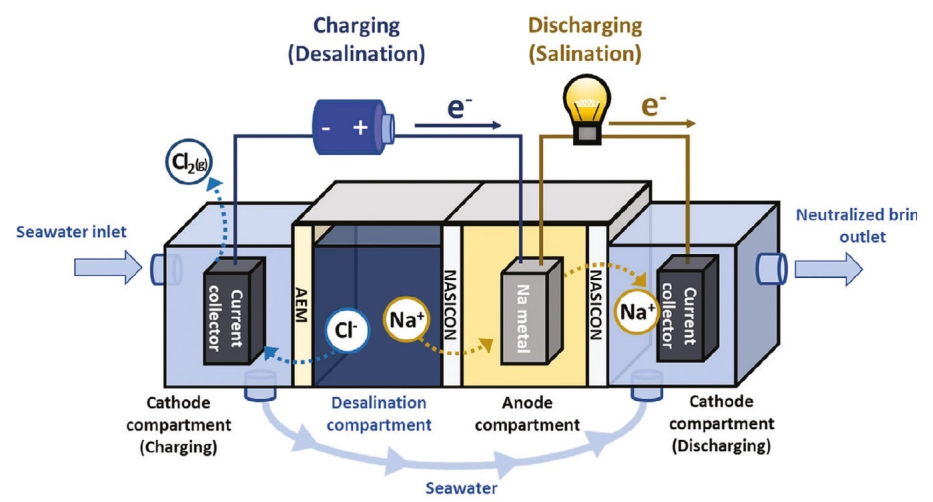 Charging
(Desalination)
Discharging
(Salination)
- +
e-
e-
Cl2(g)
Seawater inlet
Neutralized brin
outlet
Current
collector
AEM
Cl-
Na+
NASICON
Na metal
NASICON
Na+
Current
collector
Cathode
compartment
(Charging)
Desalination
compartment
Anode
compartment
Cathode
compartment
(Discharging)
Seawater